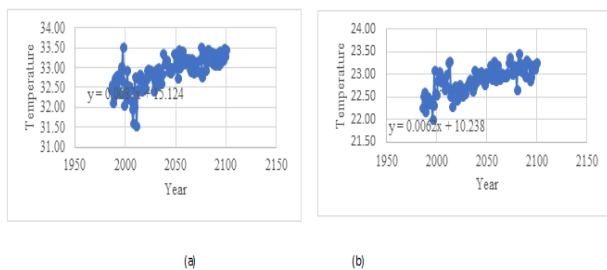 34.00
33.50
33.00
32.50
32.00
31.50
31.00
Temperature
1950 2000 2050 2100 2150
Year
24.00
23.50
23.00
22.50
22.00
21.50
Temperature
y = 0.0062x + 10.238
1950 2000 2050 2100 2150
Year
(a) (b)